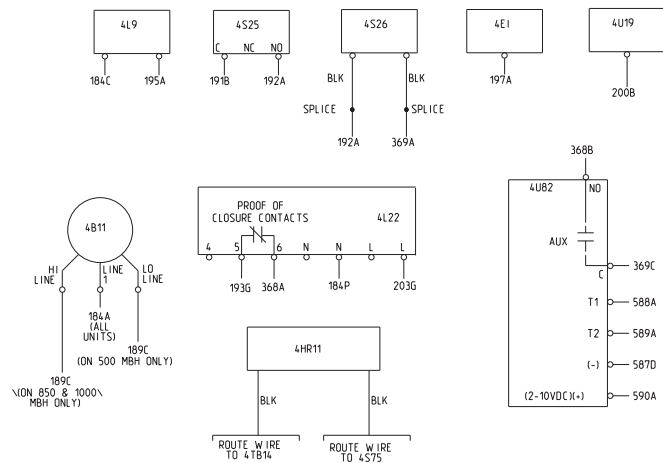 4L9
4S25
C NC NO
4S26
4E1
4U19
184C 195A
191B 192A
BLK BLK
SPLICE SPLICE
192A 369A
197A
200B
4B11
HI LINE
LINE 1
LO LINE
184A
(ALL
UNITS)
189C
(ON 500 MBH ONLY)
189C
\(ON 850 & 1000\
MBH ONLY)
PROOF OF
CLOSURE CONTACTS
4L22
4 5 6 N N L L
193G 368A 184P 203G
4HR11
BLK BLK
ROUTE WIRE
TO 4TB14
ROUTE WIRE
TO 4S75
368B
4U82 NO
AUX
C 369C
T1 588A
T2 589A
(-) 587D
(2-10VDC)(+) 590A